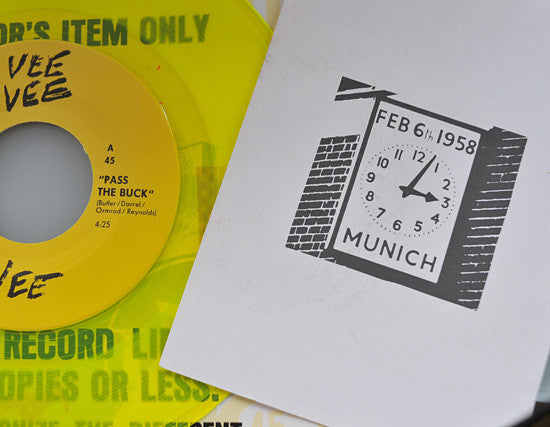 OR'S ITEM ONLY
VEE
VEE
A
45
"PASS
THE BUCK"
(Butler/Darrel/
Ormrod/Reynolds)
4:25
VEE
RECORD LI
OPIES OR LESS.
THE
FEB 6th 1958
12
1
2
3
4
5
6
7
8
9
10
11
MUNICH